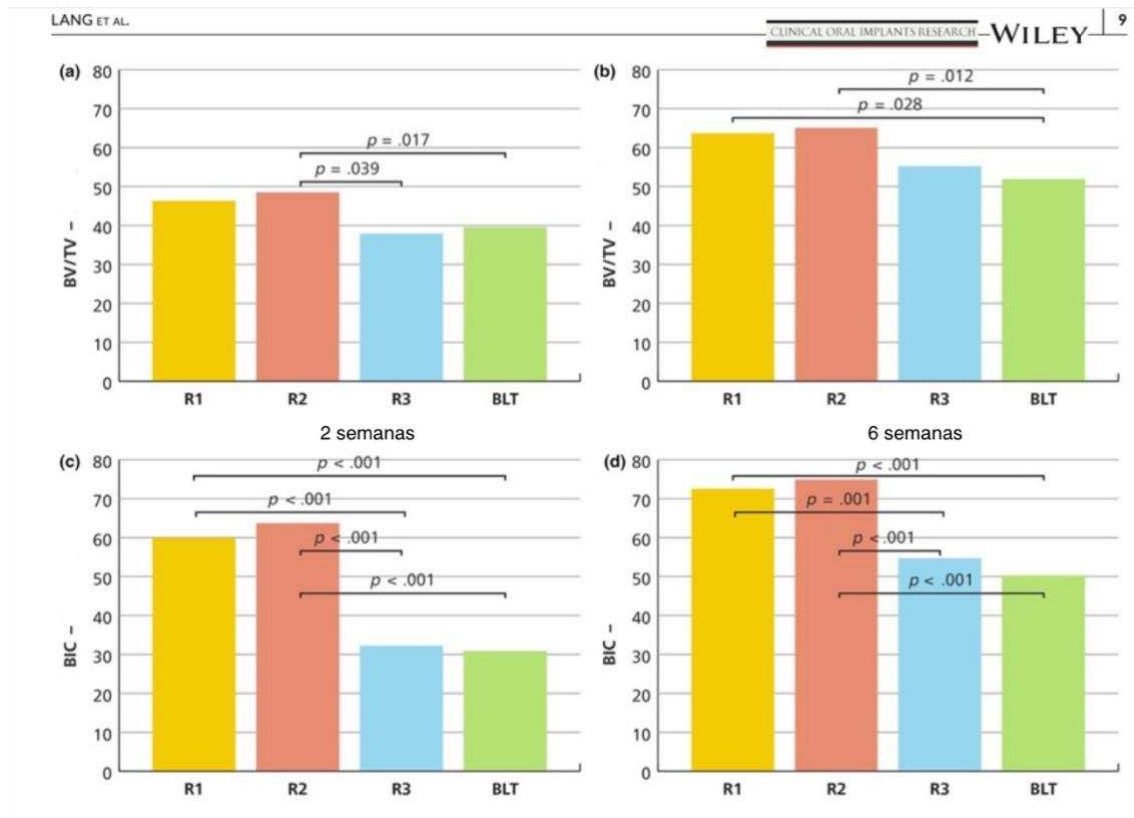 LANG ET AL.
CLINICAL ORAL IMPLANTS RESEARCH WILEY 9
(a) 80
70
60
50
40
30
20
10
0
BV/TV –
p = .017
p = .039
R1 R2 R3 BLT
2 semanas
(b) 80
70
60
50
40
30
20
10
0
BV/TV –
p = .012
p = .028
R1 R2 R3 BLT
6 semanas
(c) 80
70
60
50
40
30
20
10
0
BIC –
p < .001
p < .001
p < .001
p < .001
R1 R2 R3 BLT
(d) 80
70
60
50
40
30
20
10
0
BIC –
p < .001
p = .001
p < .001
p < .001
R1 R2 R3 BLT